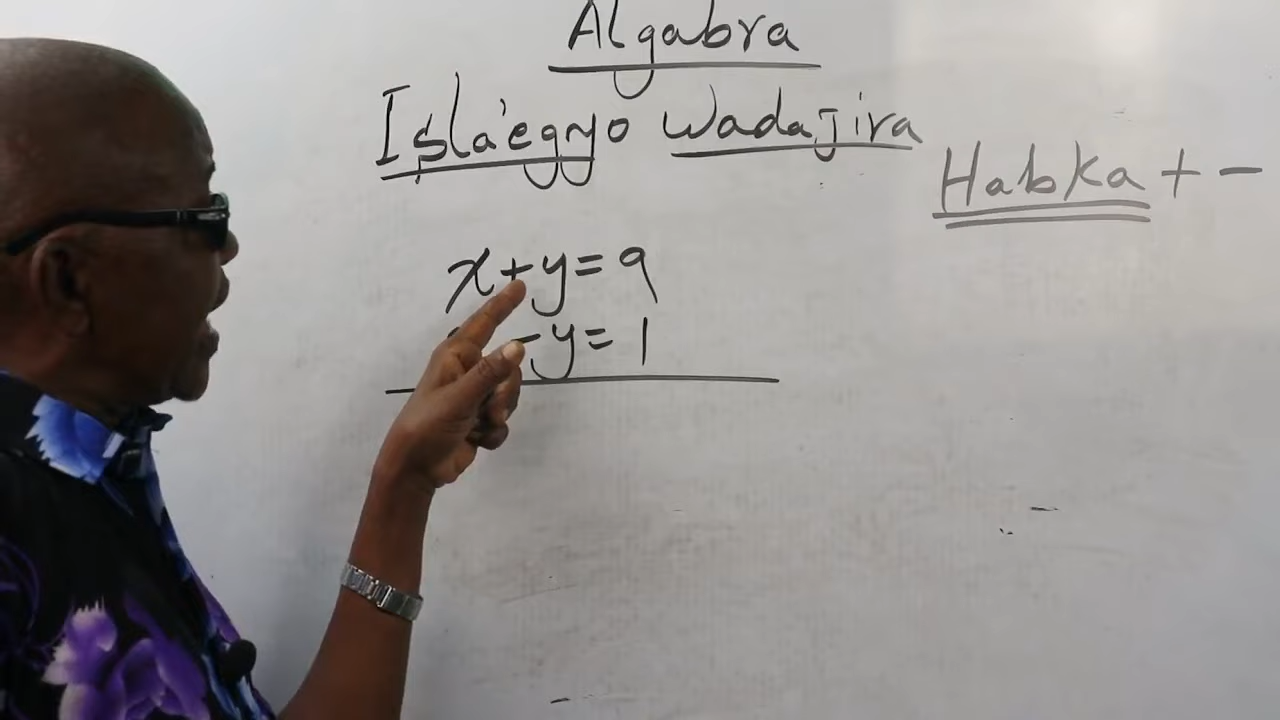 Algabra
Isla'egyo Wadajira
Habka + -
x+y=9
-y=1